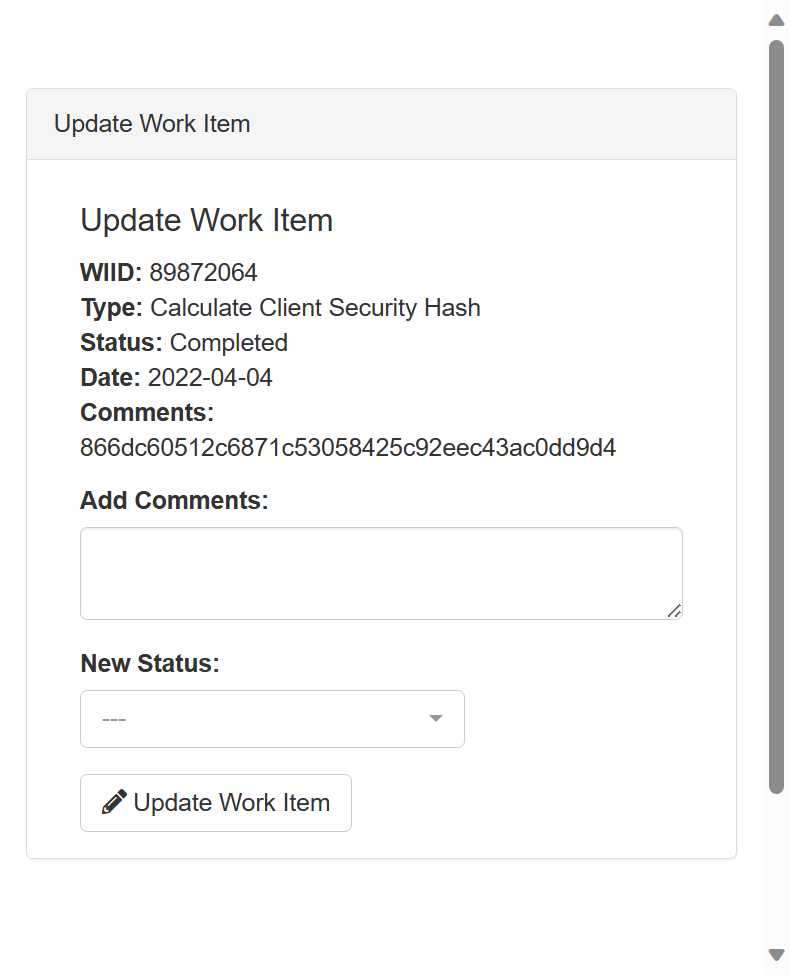 Update Work Item
Update Work Item
WIID: 89872064
Type: Calculate Client Security Hash
Status: Completed
Date: 2022-04-04
Comments:
866dc60512c6871c53058425c92eec43ac0dd9d4
Add Comments:
New Status:
---
Update Work Item